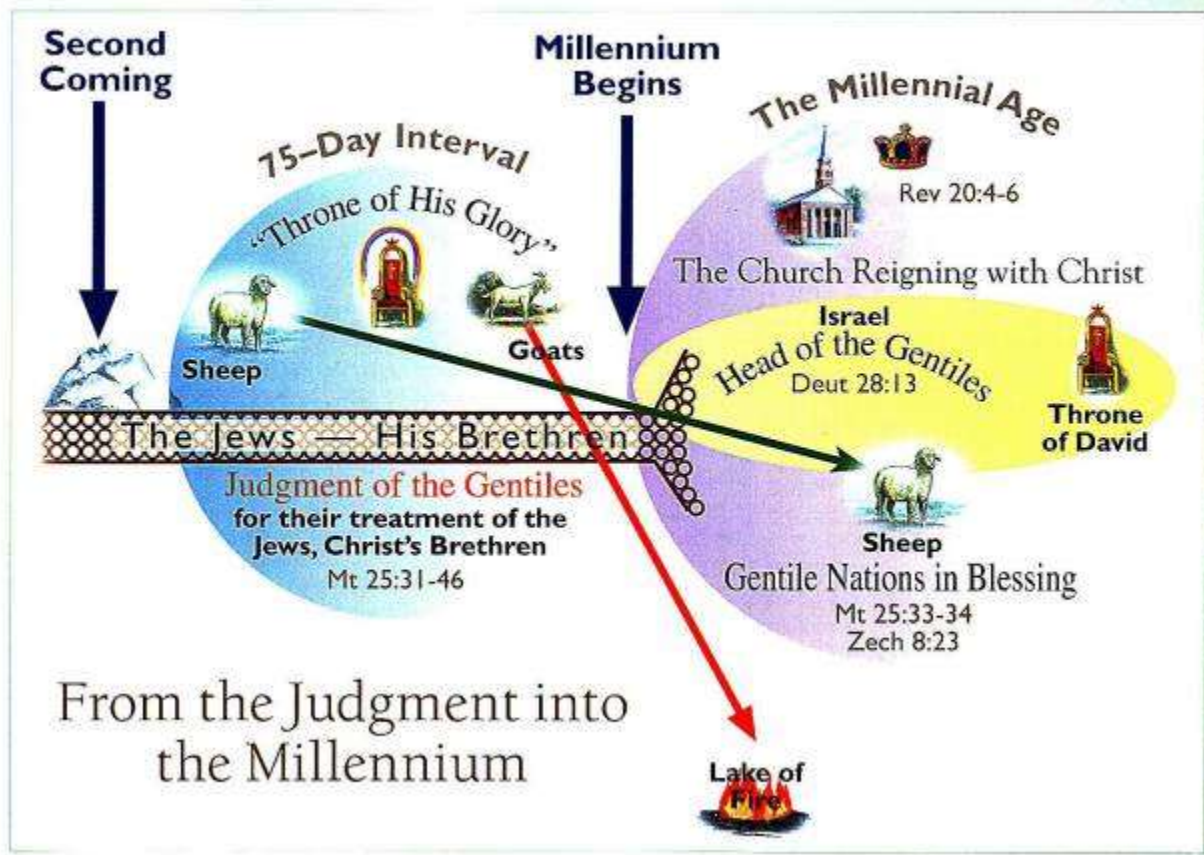 Second
Coming
Millennium
Begins
The Millennial Age
75–Day Interval
"Throne of His Glory"
Rev 20:4-6
The Church Reigning with Christ
Sheep
Goats
Israel
Head of the Gentiles
Deut 28:13
Throne
of David
The Jews — His Brethren
Judgment of the Gentiles
for their treatment of the
Jews, Christ's Brethren
Mt 25:31-46
Sheep
Gentile Nations in Blessing
Mt 25:33-34
Zech 8:23
From the Judgment into
the Millennium
Lake of
Fire